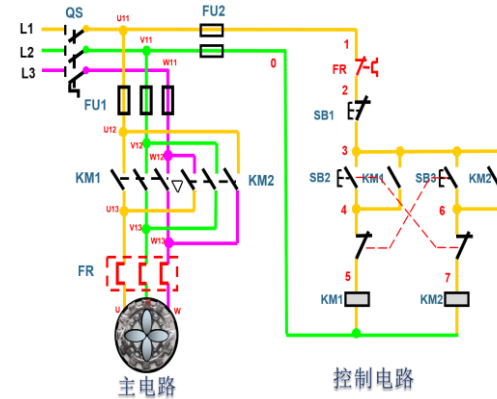 QS
U11
FU2
L1
V11
1
L2
W11
0
L3
FR
2
FU1
SB1
U12
V12
3
W12
KM1
KM2
SB2
KM1
SB3
KM2
U13
4
6
V13
W13
FR
5
7
KM1
KM2
U
W
主电路
控制电路